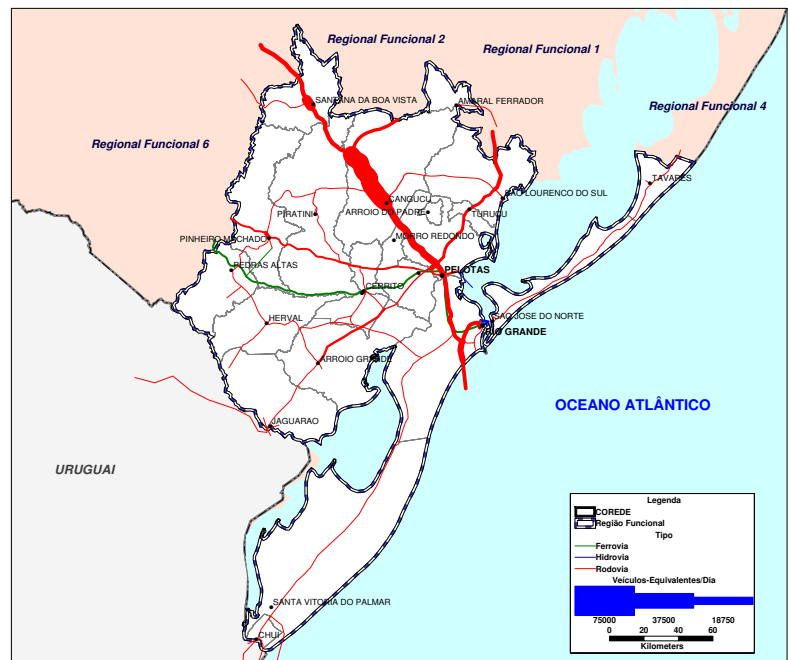 Regional Funcional 2
Regional Funcional 1
Regional Funcional 4
Regional Funcional 6
SANTANA DA BOA VISTA
AMARAL FERRADOR
TAVARES
CANGUCU
SAO LOURENCO DO SUL
PIRATINI
ARROIO DO PADRE
TURUCU
PINHEIRO MACHADO
MORRO REDONDO
PEDRAS ALTAS
PELOTAS
CERRITO
HERVAL
SAO JOSE DO NORTE
RIO GRANDE
ARROIO GRANDE
OCEANO ATLÂNTICO
JAGUARAO
URUGUAI
SANTA VITORIA DO PALMAR
CHUI
Legenda
COREDE
Região Funcional
Tipo
Ferrovia
Hidrovia
Rodovia
Veículos-Equivalentes/Dia
75000 37500 18750
0 20 40 60
Kilometers